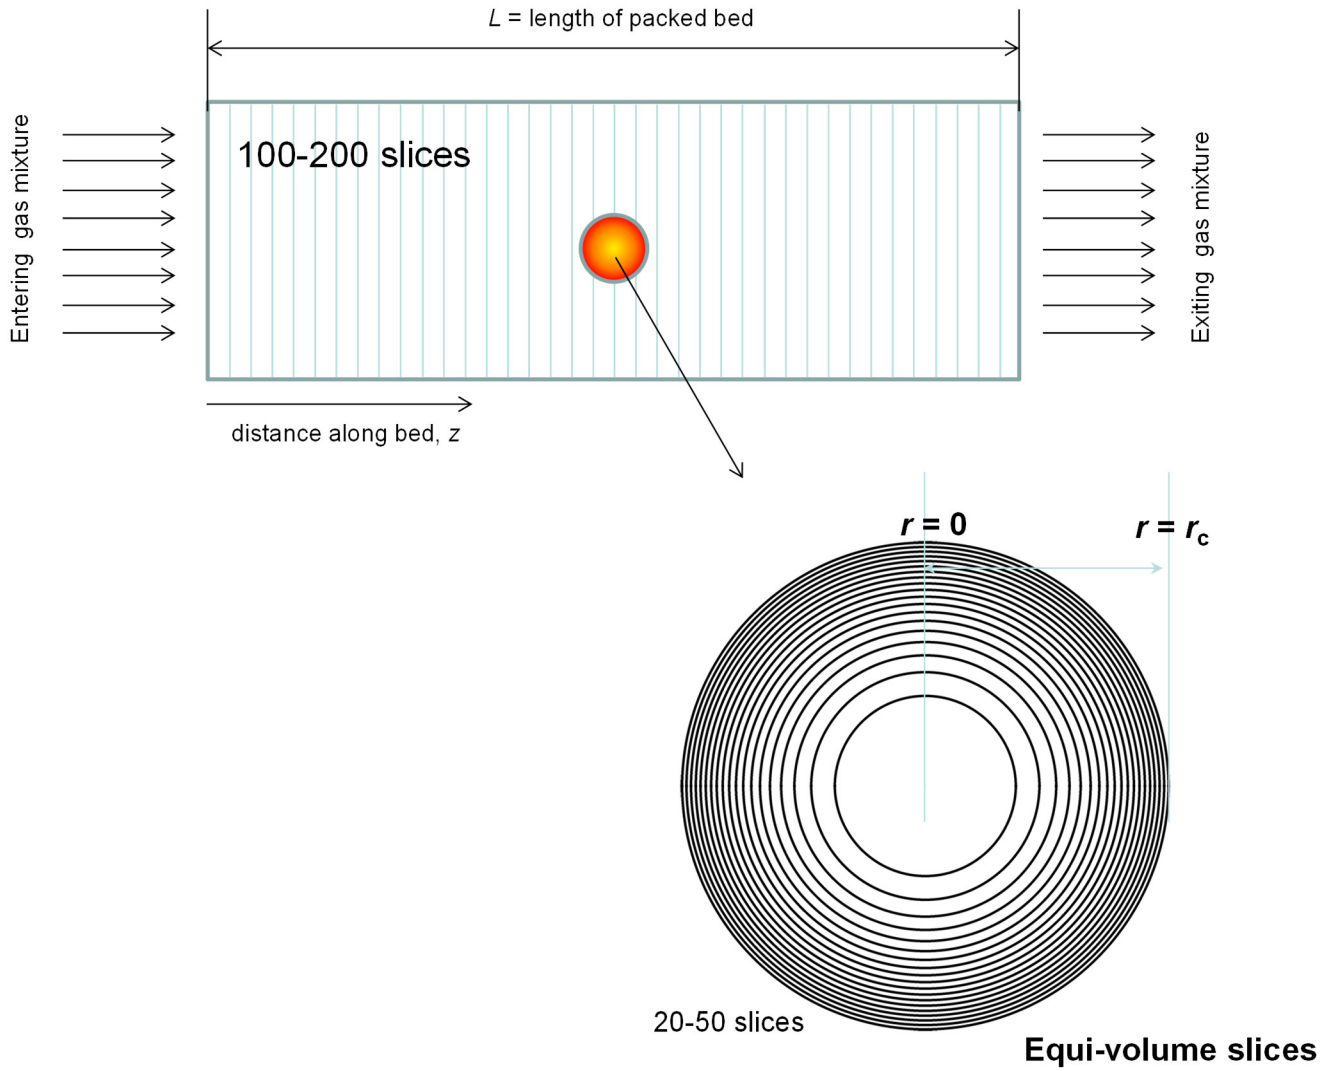 L = length of packed bed
100-200 slices
Entering gas mixture
Exiting gas mixture
distance along bed, z
r = 0
r = rc
20-50 slices
Equi-volume slices